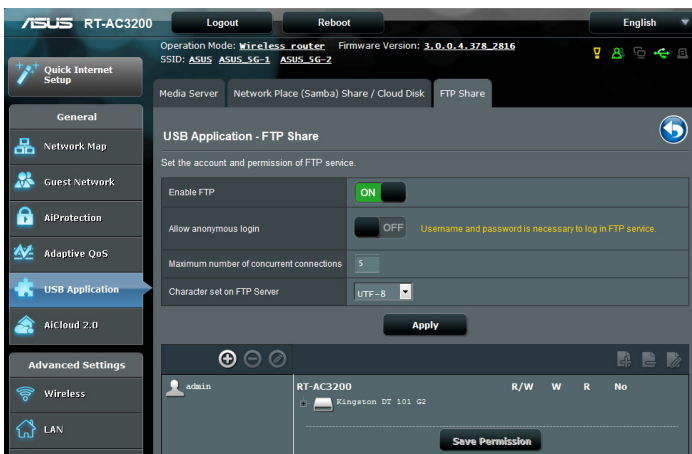 ASUS RT-AC3200 Logout Reboot English
Operation Mode: Wireless router Firmware Version: 3.0.0.4.378_2816
SSID: ASUS ASUS_5G-1 ASUS_5G-2
Quick Internet
Setup
General
Network Map
Guest Network
AiProtection
Adaptive QoS
USB Application
AiCloud 2.0
Advanced Settings
Wireless
LAN
Media Server Network Place (Samba) Share / Cloud Disk FTP Share
USB Application - FTP
Share
Set the account and permission of FTP service.
Enable FTP ON
Allow anonymous login OFF Username and password is necessary to log in FTP service.
Maximum number of concurrent connections 5
Character set on FTP Server UTF-8
Apply
admin
RT-AC3200 R/W W R No
Kingston DT 101 G2
Save Permission